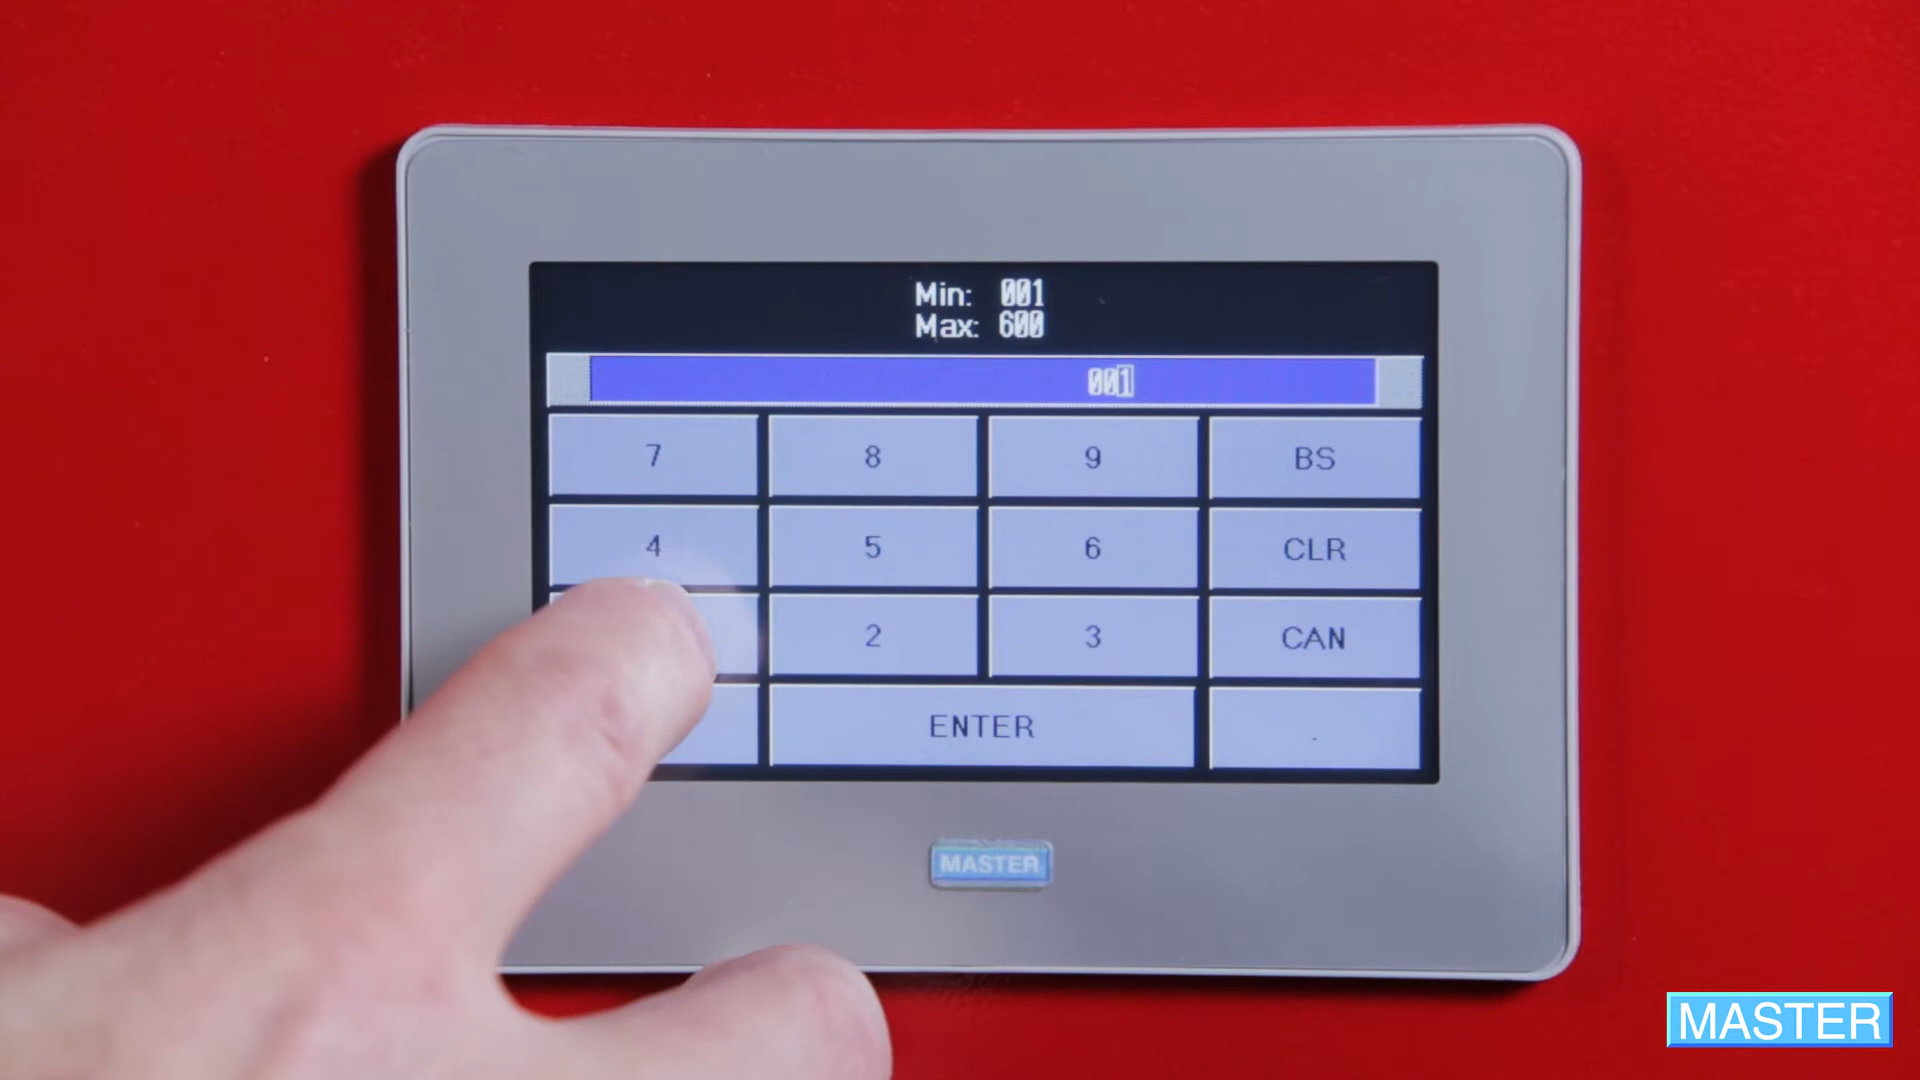 Min: 001
Max: 600
001
7 8 9 BS
4 5 6 CLR
2 3 CAN
ENTER .
MASTER
MASTER